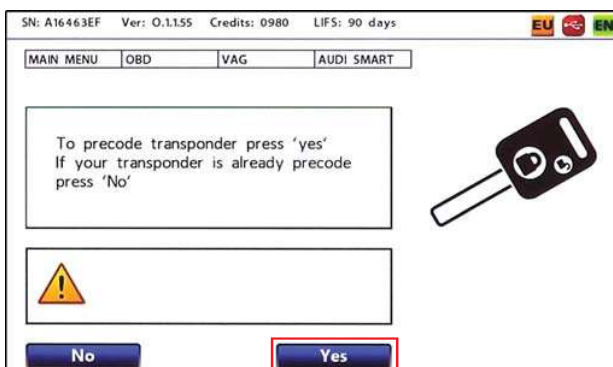 SN: A16463EF Ver: O.1.1.55 Credits: 0980 LIFS: 90 days EU EN
MAIN MENU OBD VAG AUDI SMART
To precode transponder press ‘yes‘
If your transponder is already precode
press ‘No’
No Yes